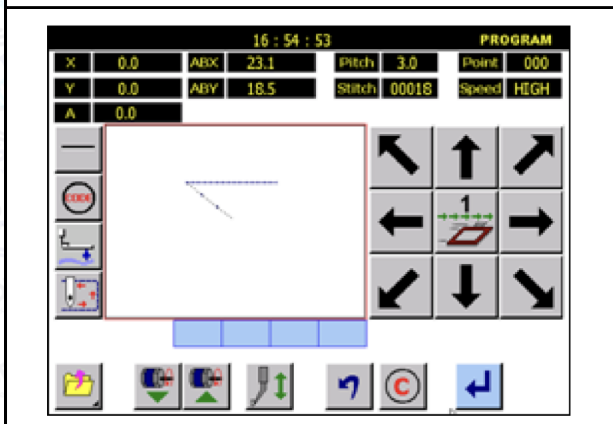 16 : 54 : 53 PROGRAM
X 0.0 ABX 23.1 Pitch 3.0 Point 000
Y 0.0 ABY 18.5 Stitch 00018 Speed HIGH
A 0.0
1
CODE
C